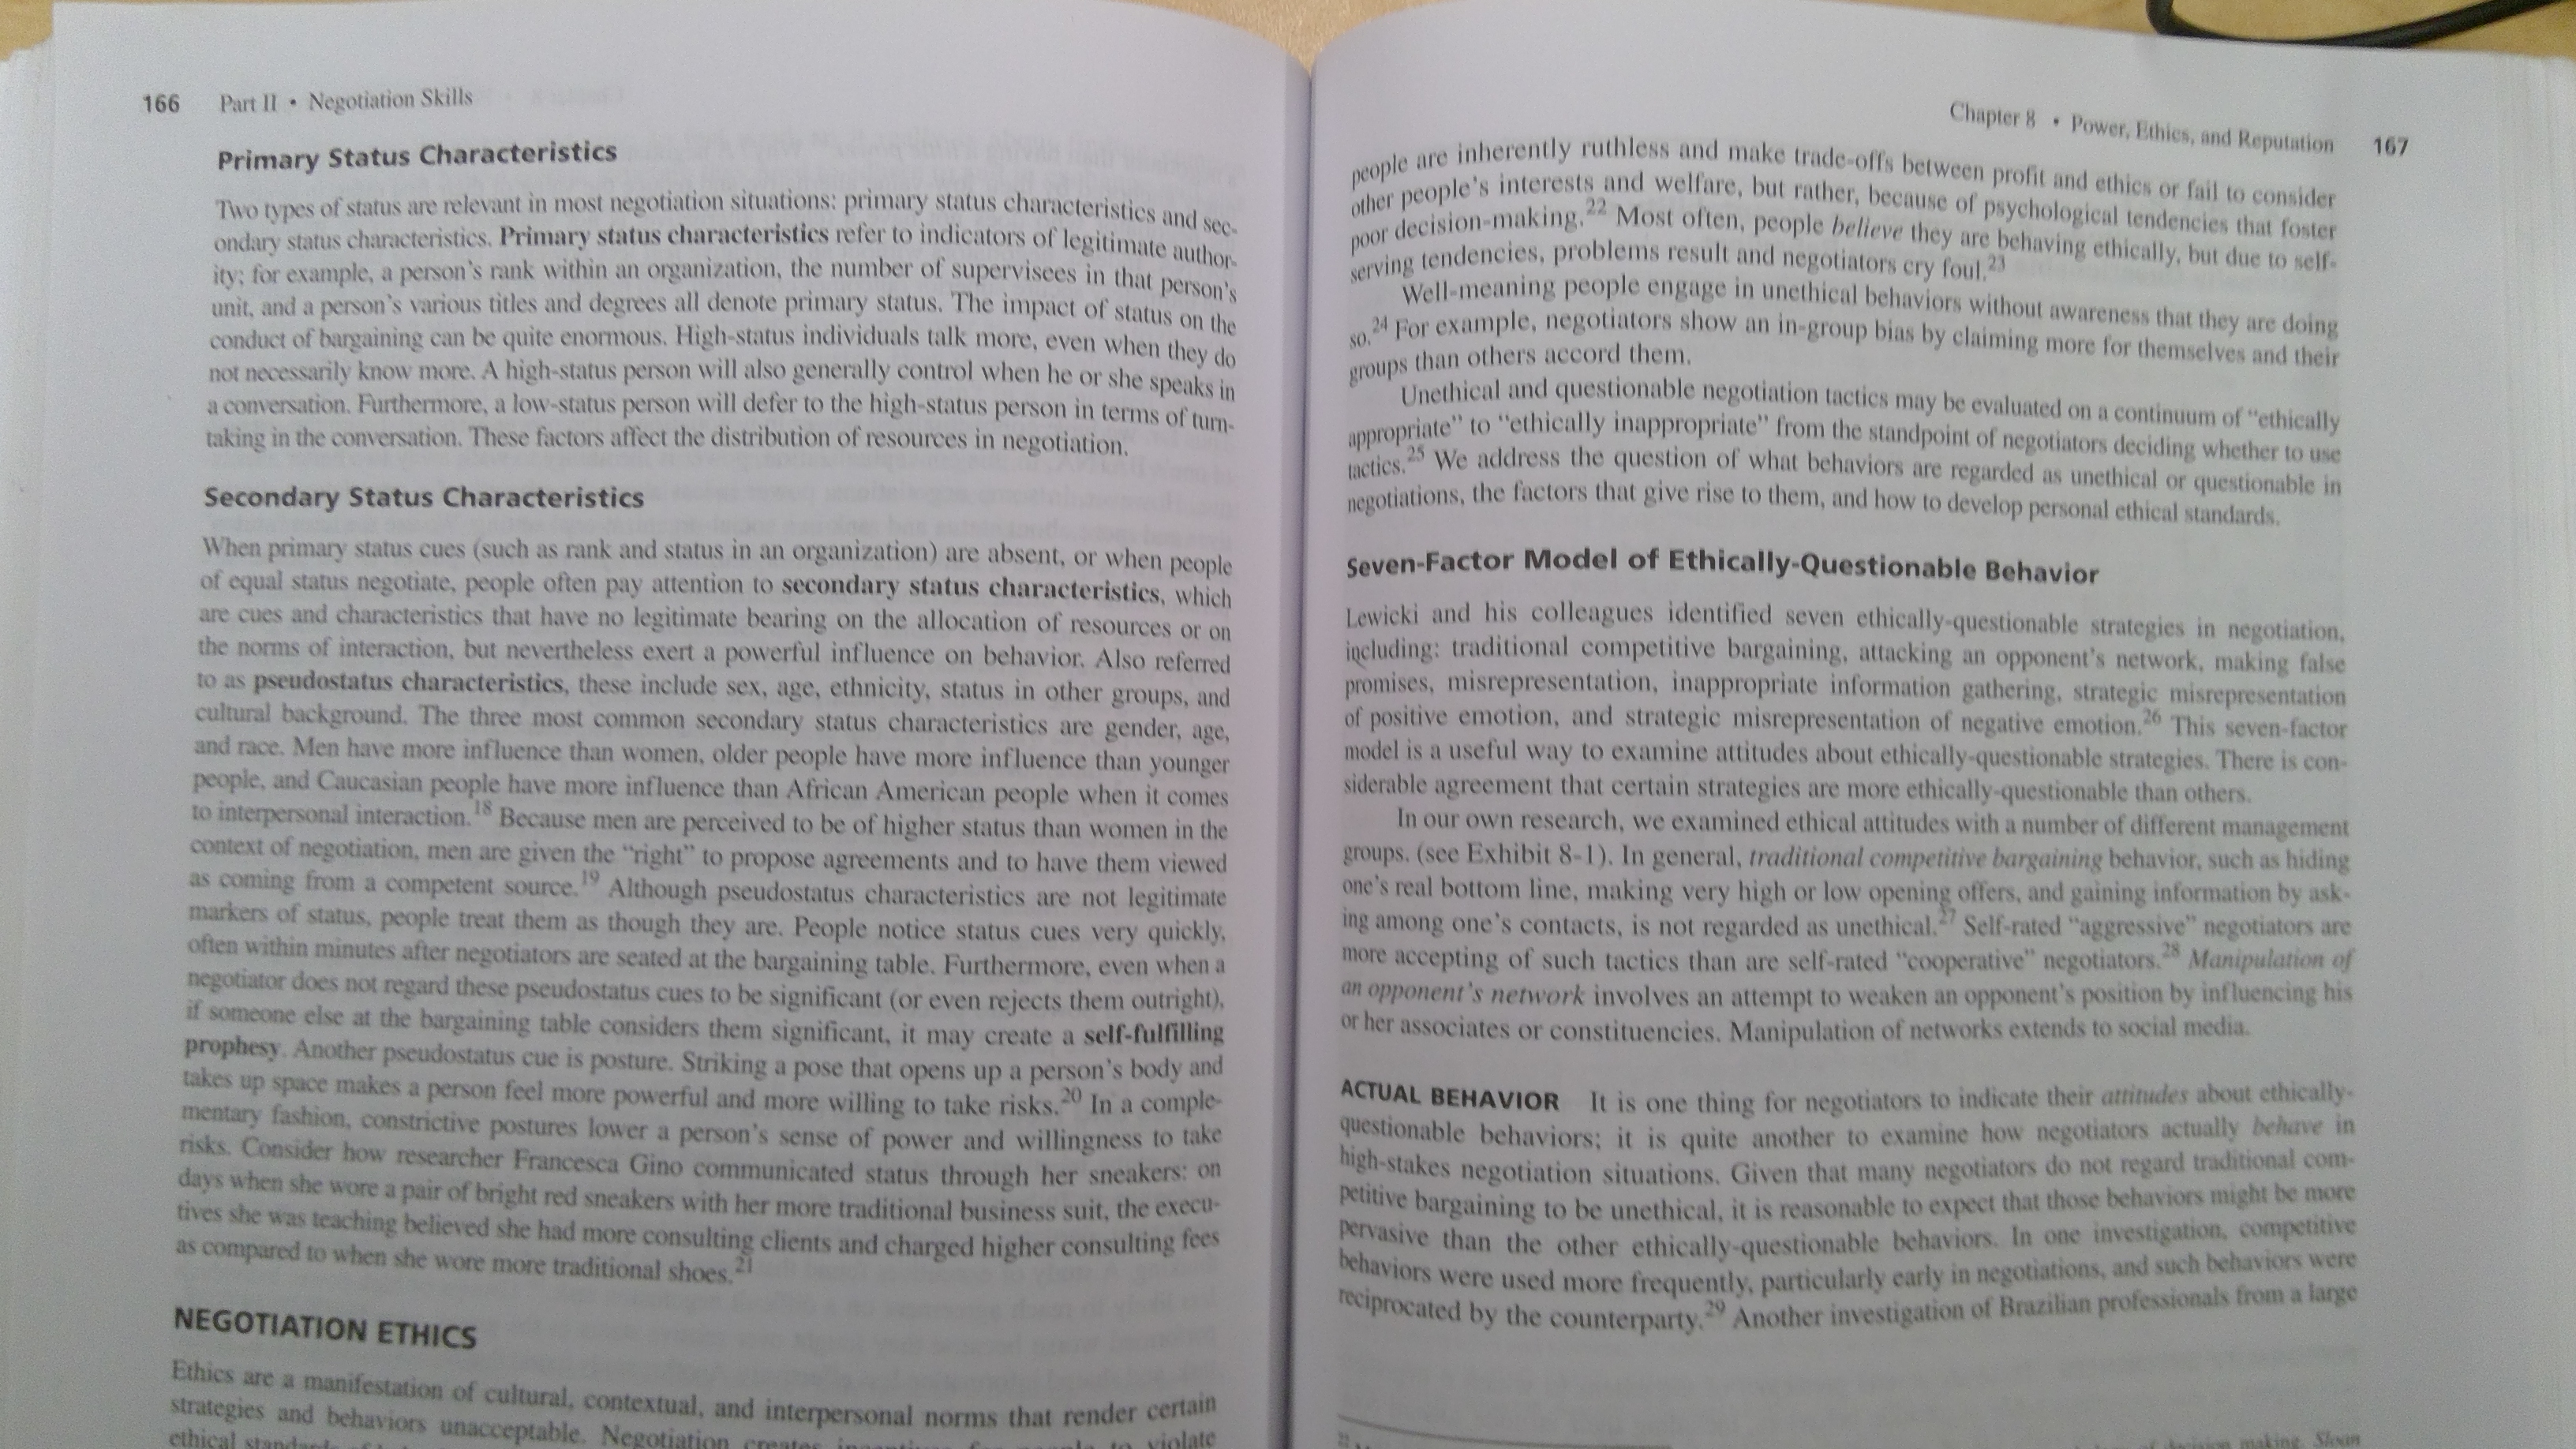 166 Part II • Negotiation Skills
Primary Status Characteristics
Two types of status are relevant in most negotiation situations: primary status characteristics and sec-
ondary status characteristics. Primary status characteristics refer to indicators of legitimate author-
ity; for example, a person's rank within an organization, the number of supervisees in that person's
unit, and a person's various titles and degrees all denote primary status. The impact of status on the
conduct of bargaining can be quite enormous. High-status individuals talk more, even when they do
not necessarily know more. A high-status person will also generally control when he or she speaks in
a conversation. Furthermore, a low-status person will defer to the high-status person in terms of turn-
taking in the conversation. These factors affect the distribution of resources in negotiation.
Secondary Status Characteristics
When primary status cues (such as rank and status in an organization) are absent, or when people
of equal status negotiate, people often pay attention to secondary status characteristics, which
are cues and characteristics that have no legitimate bearing on the allocation of resources or on
the norms of interaction, but nevertheless exert a powerful influence on behavior. Also referred
to as pseudostatus characteristics, these include sex, age, ethnicity, status in other groups, and
cultural background. The three most common secondary status characteristics are gender, age,
and race. Men have more influence than women, older people have more influence than younger
people, and Caucasian people have more influence than African American people when it comes
to interpersonal interaction.18 Because men are perceived to be of higher status than women in the
context of negotiation, men are given the "right" to propose agreements and to have them viewed
as coming from a competent source.19 Although pseudostatus characteristics are not legitimate
markers of status, people treat them as though they are. People notice status cues very quickly,
often within minutes after negotiators are seated at the bargaining table. Furthermore, even when a
negotiator does not regard these pseudostatus cues to be significant (or even rejects them outright),
if someone else at the bargaining table considers them significant, it may create a self-fulfilling
prophesy. Another pseudostatus cue is posture. Striking a pose that opens up a person's body and
takes up space makes a person feel more powerful and more willing to take risks.20 In a comple-
mentary fashion, constrictive postures lower a person's sense of power and willingness to take
risks. Consider how researcher Francesca Gino communicated status through her sneakers: on
days when she wore a pair of bright red sneakers with her more traditional business suit, the execu-
tives she was teaching believed she had more consulting clients and charged higher consulting fees
as compared to when she wore more traditional shoes.21
NEGOTIATION ETHICS
Ethics are a manifestation of cultural, contextual, and interpersonal norms that render certain
strategies and behaviors unacceptable. Negotiation creates incentives for people to violate
ethical
Chapter 8 • Power, Ethics, and Reputation 167
people are inherently ruthless and make trade-offs between profit and ethics or fail to consider
other people's interests and welfare, but rather, because of psychological tendencies that foster
poor decision-making.22 Most often, people believe they are behaving ethically, but due to self-
serving tendencies, problems result and negotiators cry foul.23
Well-meaning people engage in unethical behaviors without awareness that they are doing
so.24 For example, negotiators show an in-group bias by claiming more for themselves and their
groups than others accord them.
Unethical and questionable negotiation tactics may be evaluated on a continuum of "ethically
appropriate" to "ethically inappropriate" from the standpoint of negotiators deciding whether to use
tactics.25 We address the question of what behaviors are regarded as unethical or questionable in
negotiations, the factors that give rise to them, and how to develop personal ethical standards.
Seven-Factor Model of Ethically-Questionable Behavior
Lewicki and his colleagues identified seven ethically-questionable strategies in negotiation,
including: traditional competitive bargaining, attacking an opponent's network, making false
promises, misrepresentation, inappropriate information gathering, strategic misrepresentation
of positive emotion, and strategic misrepresentation of negative emotion.26 This seven-factor
model is a useful way to examine attitudes about ethically-questionable strategies. There is con-
siderable agreement that certain strategies are more ethically-questionable than others.
In our own research, we examined ethical attitudes with a number of different management
groups. (see Exhibit 8-1). In general, traditional competitive bargaining behavior, such as hiding
one's real bottom line, making very high or low opening offers, and gaining information by ask-
ing among one's contacts, is not regarded as unethical.27 Self-rated "aggressive" negotiators are
more accepting of such tactics than are self-rated "cooperative" negotiators.28 Manipulation of
an opponent's network involves an attempt to weaken an opponent's position by influencing his
or her associates or constituencies. Manipulation of networks extends to social media.
ACTUAL BEHAVIOR It is one thing for negotiators to indicate their attitudes about ethically-
questionable behaviors; it is quite another to examine how negotiators actually behave in
high-stakes negotiation situations. Given that many negotiators do not regard traditional com-
petitive bargaining to be unethical, it is reasonable to expect that those behaviors might be more
pervasive than the other ethically-questionable behaviors. In one investigation, competitive
behaviors were used more frequently, particularly early in negotiations, and such behaviors were
reciprocated by the counterparty.29 Another investigation of Brazilian professionals from a large
22 decision making. Sloan